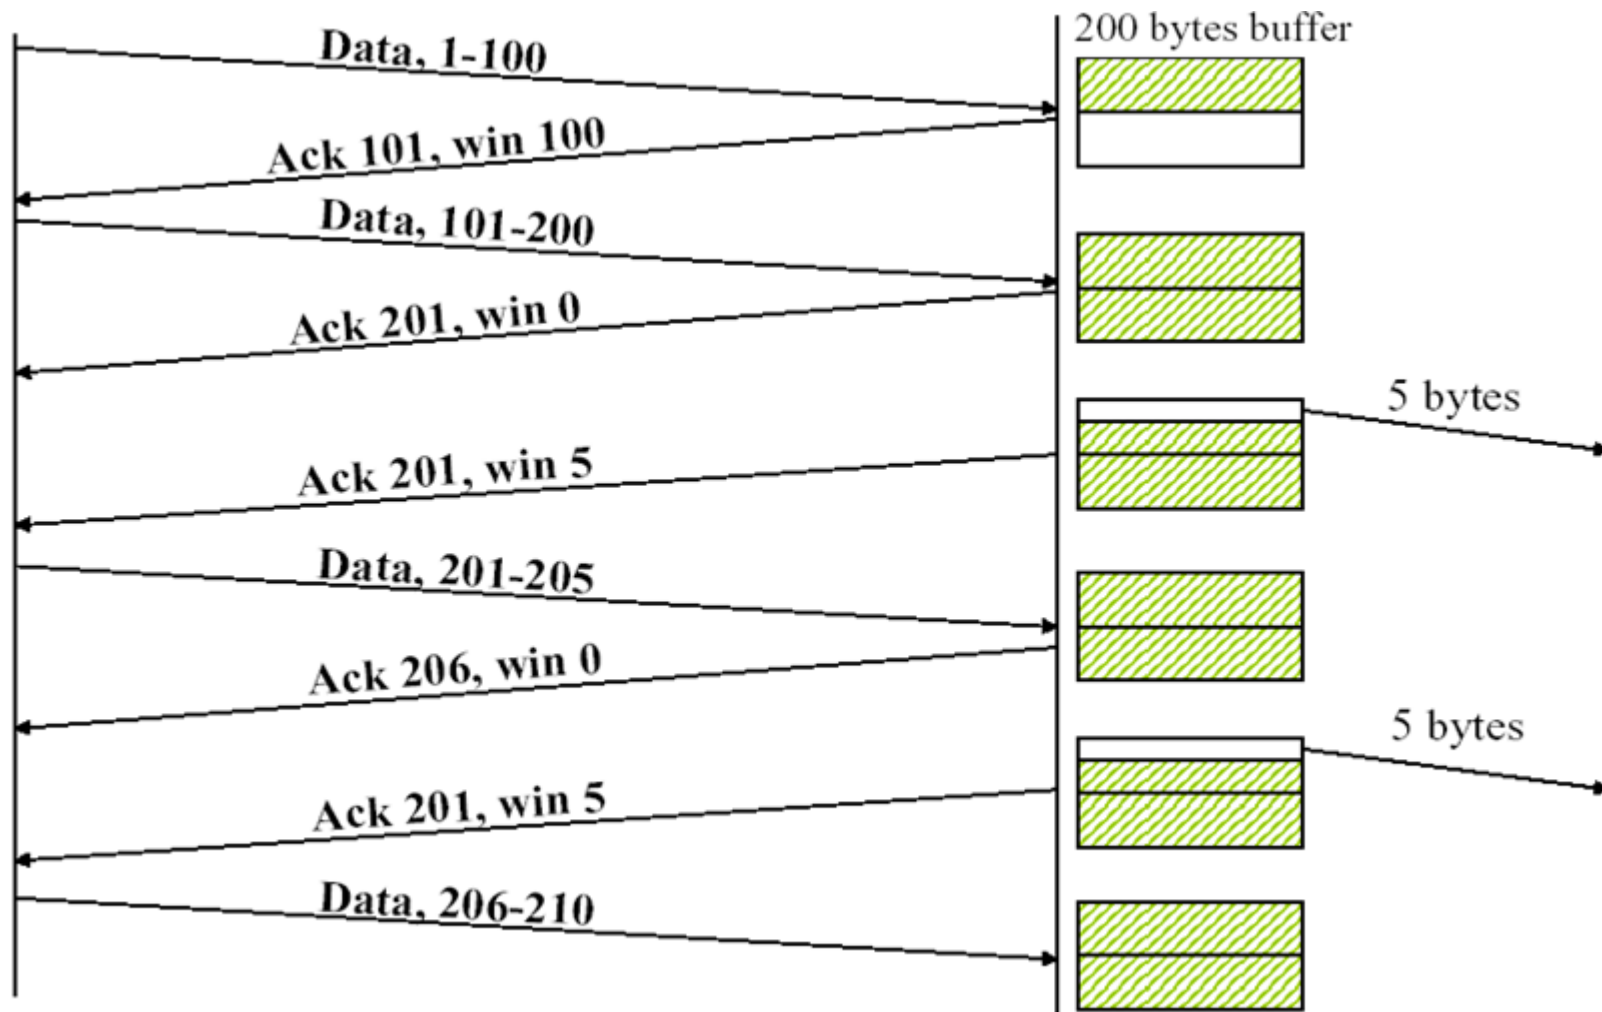 200 bytes buffer
Data, 1-100
Ack 101, win 100
Data, 101-200
Ack 201, win 0
5 bytes
Ack 201, win 5
Data, 201-205
Ack 206, win 0
5 bytes
Ack 201, win 5
Data, 206-210